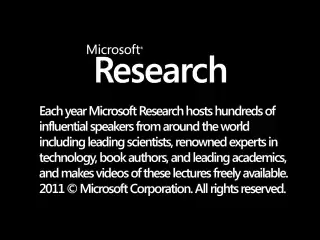 Microsoft®
Research
Each year Microsoft Research hosts hundreds of
influential speakers from around the world
including leading scientists, renowned experts in
technology, book authors, and leading academics,
and makes videos of these lectures freely available.
2011 © Microsoft Corporation. All rights reserved.